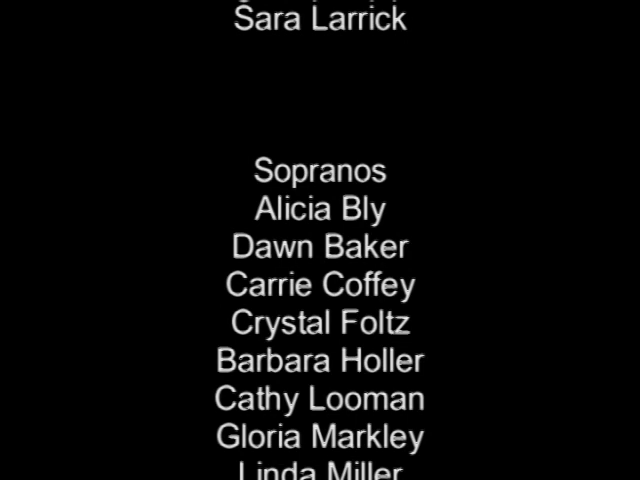 Sara Larrick
Sopranos
Alicia Bly
Dawn Baker
Carrie Coffey
Crystal Foltz
Barbara Holler
Cathy Looman
Gloria Markley
Linda Miller